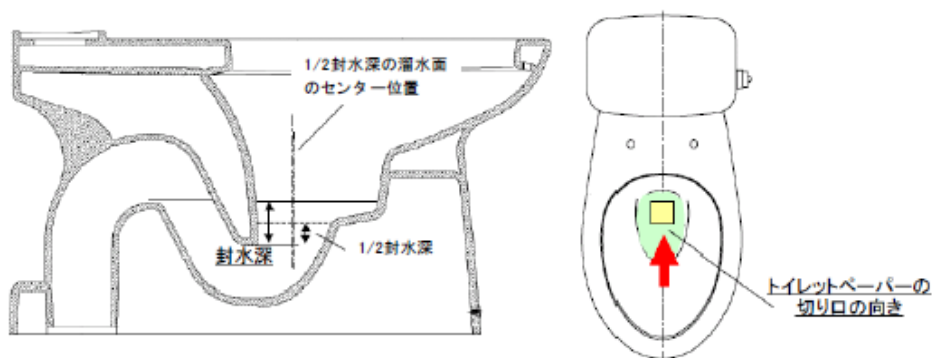 1/2封水深の溜水面
のセンター位置
封水深
1/2封水深
トイレットペーパーの
切り口の向き